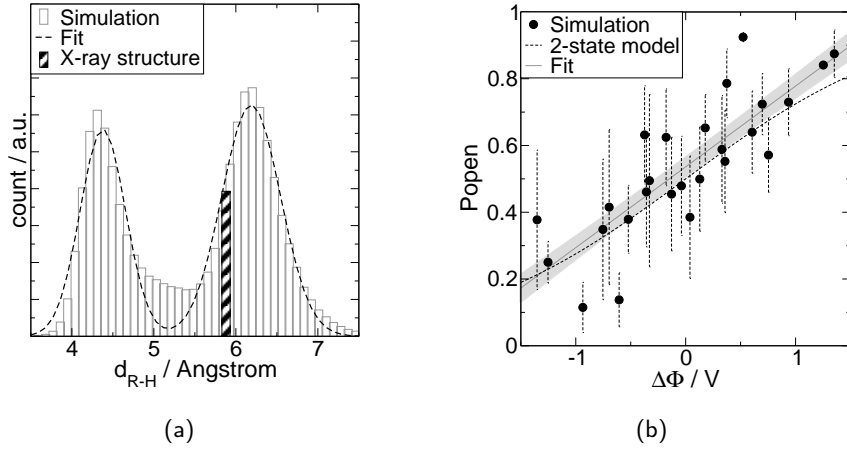 Simulation
Fit
X-ray structure
count / a.u.
4 5 6 7
d_R-H / Angstrom
(a)
Simulation
2-state model
Fit
Popen
1
0.8
0.6
0.4
0.2
0
-1 0 1
ΔΦ / V
(b)